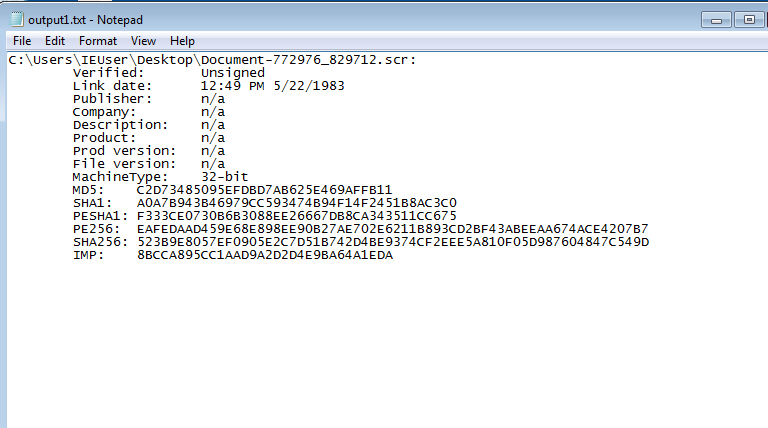 output1.txt - Notepad
File Edit Format View Help
C:\Users\IEUser\Desktop\Document-772976_829712.scr:
Verified: Unsigned
Link date: 12:49 PM 5/22/1983
Publisher: n/a
Company: n/a
Description: n/a
Product: n/a
Prod version: n/a
File version: n/a
MachineType: 32-bit
MD5: C2D73485095EFDBD7AB625E469AFFB11
SHA1: A0A7B943B46979CC593474B94F14F2451B8AC3C0
PESHA1: F333CE0730B6B3088EE26667DB8CA343511CC675
PE256: EAFEDAAD459E68E898EE90B27AE702E6211B893CD2BF43ABEEAA674ACE4207B7
SHA256: 523B9E8057EF0905E2C7D51B742D4BE9374CF2EEE5A810F05D987604847C549D
IMP: 8BCCA895CC1AAD9A2D2D4E9BA64A1EDA